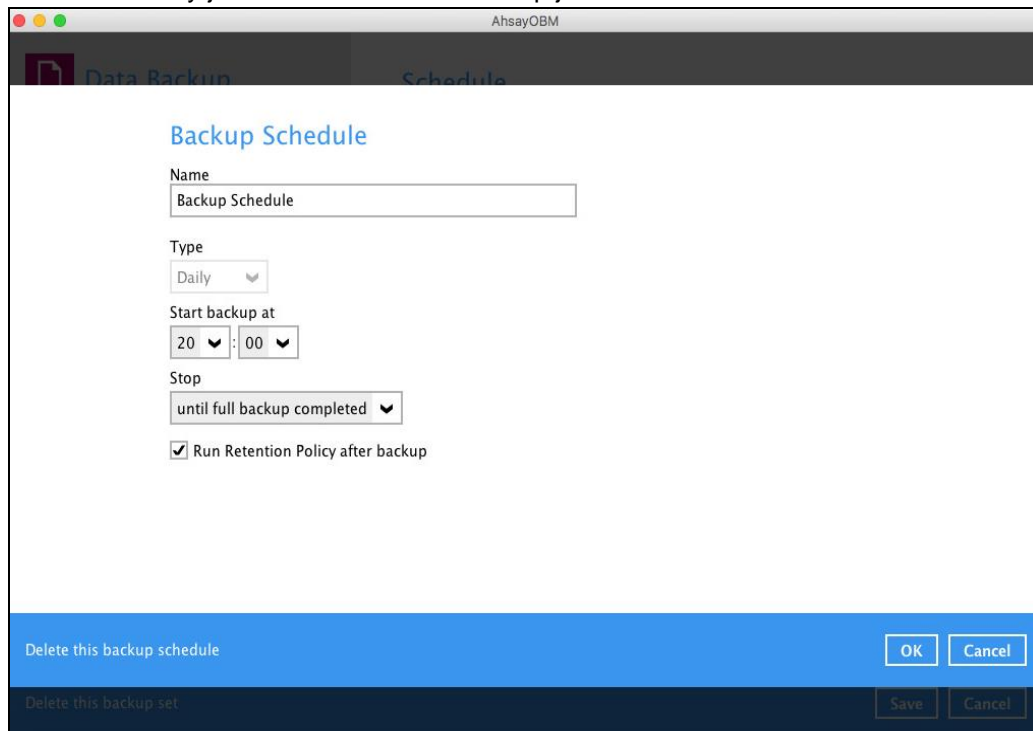 AhsayOBM
Data Backup
Schedule
Backup Schedule
Name
Backup Schedule
Type
Daily
Start backup at
20 : 00
Stop
until full backup completed
Run Retention Policy after backup
Delete this backup schedule
OK Cancel
Delete this backup set
Save Cancel